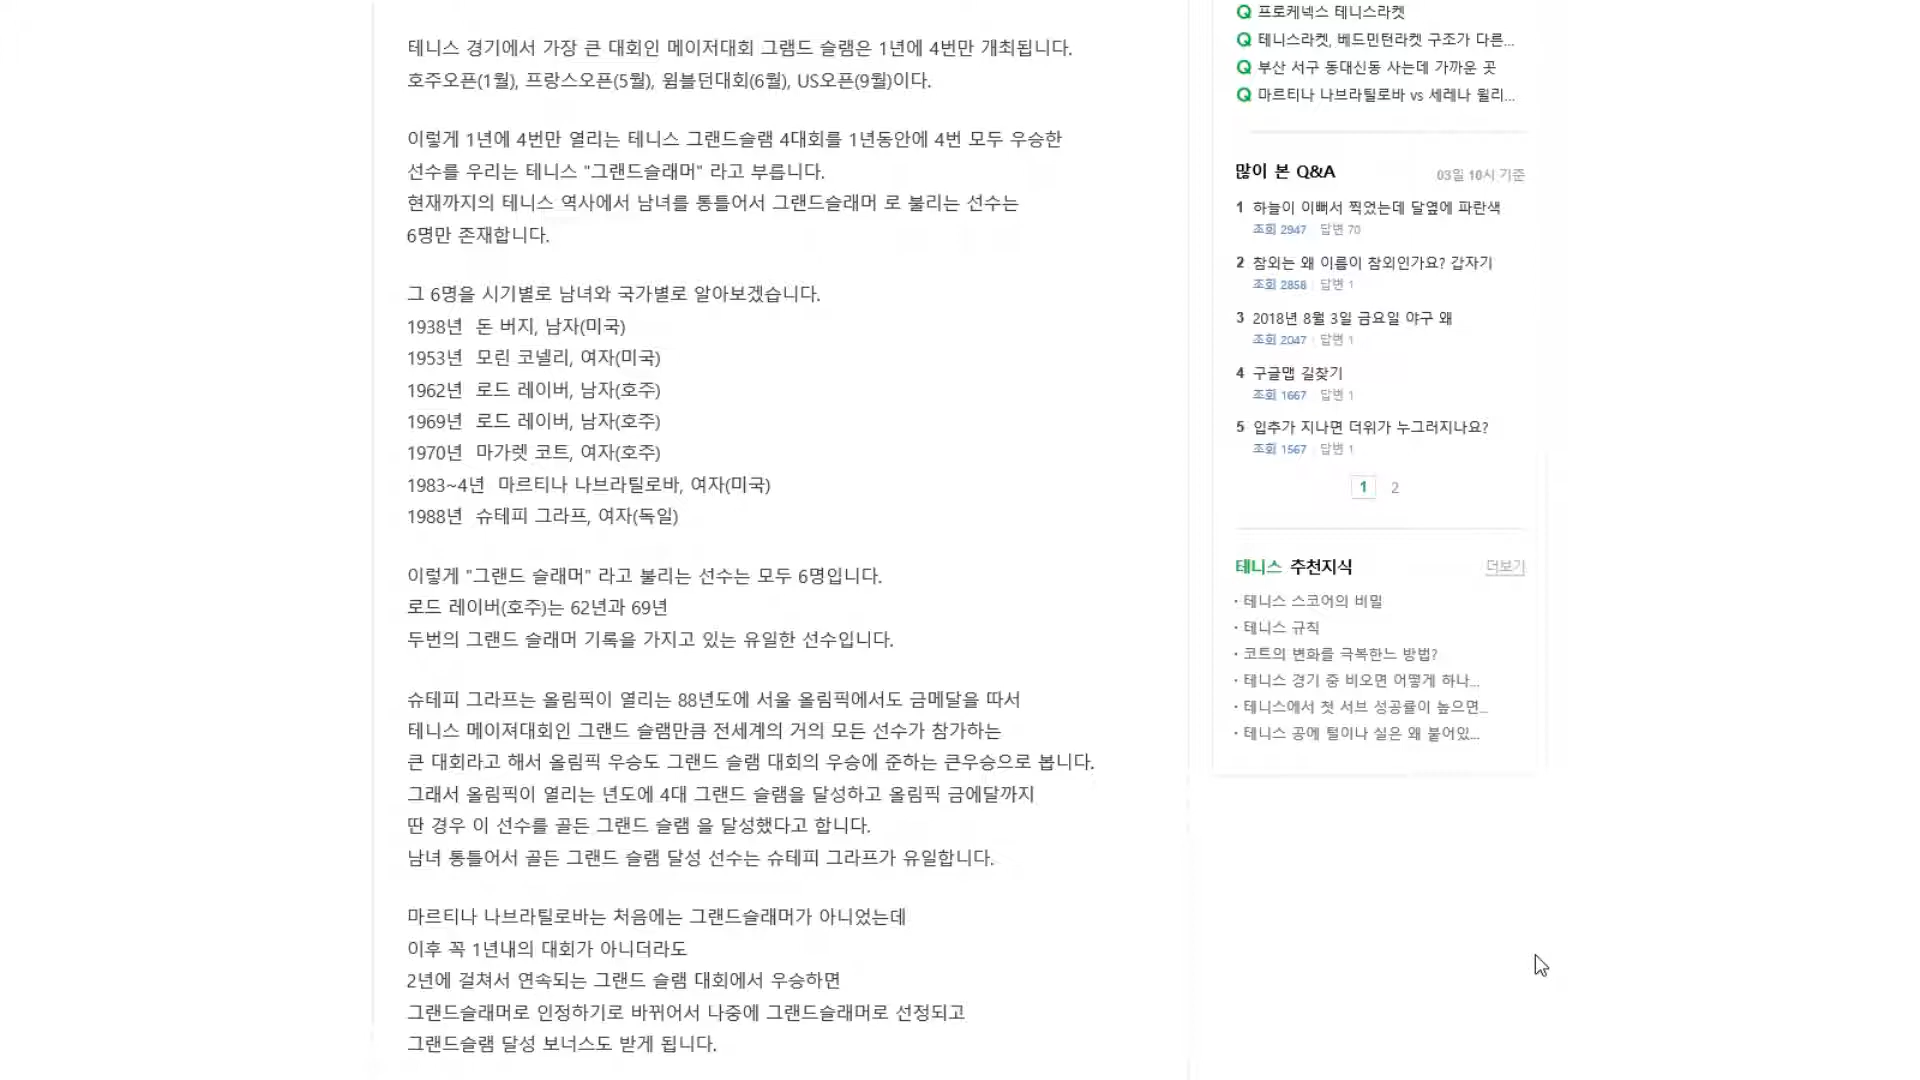 테니스 경기에서 가장 큰 대회인 메이저대회 그램드 슬램은 1년에 4번만 개최됩니다.
호주오픈(1월), 프랑스오픈(5월), 윔블던대회(6월), US오픈(9월)이다.
이렇게 1년에 4번만 열리는 테니스 그랜드슬램 4대회를 1년동안에 4번 모두 우승한
선수를 우리는 테니스 "그랜드슬래머" 라고 부릅니다.
현재까지의 테니스 역사에서 남녀를 통틀어서 그랜드슬래머 로 불리는 선수는
6명만 존재합니다.
그 6명을 시기별로 남녀와 국가별로 알아보겠습니다.
1938년 돈 버지, 남자(미국)
1953년 모린 코넬리, 여자(미국)
1962년 로드 레이버, 남자(호주)
1969년 로드 레이버, 남자(호주)
1970년 마가렛 코트, 여자(호주)
1983~4년 마르티나 나브라틸로바, 여자(미국)
1988년 슈테피 그라프, 여자(독일)
이렇게 "그랜드 슬래머" 라고 불리는 선수는 모두 6명입니다.
로드 레이버(호주)는 62년과 69년
두번의 그랜드 슬래머 기록을 가지고 있는 유일한 선수입니다.
슈테피 그라프는 올림픽이 열리는 88년도에 서울 올림픽에서도 금메달을 따서
테니스 메이져대회인 그랜드 슬램만큼 전세계의 거의 모든 선수가 참가하는
큰 대회라고 해서 올림픽 우승도 그랜드 슬램 대회의 우승에 준하는 큰우승으로 봅니다.
그래서 올림픽이 열리는 년도에 4대 그랜드 슬램을 달성하고 올림픽 금에달까지
딴 경우 이 선수를 골든 그랜드 슬램 을 달성했다고 합니다.
남녀 통틀어서 골든 그랜드 슬램 달성 선수는 슈테피 그라프가 유일합니다.
마르티나 나브라틸로바는 처음에는 그랜드슬래머가 아니었는데
이후 꼭 1년내의 대회가 아니더라도
2년에 걸쳐서 연속되는 그랜드 슬램 대회에서 우승하면
그랜드슬래머로 인정하기로 바뀌어서 나중에 그랜드슬래머로 선정되고
그랜드슬램 달성 보너스도 받게 됩니다.
Q 프로케넥스 테니스라켓
Q 테니스라켓, 베드민턴라켓 구조가 다른...
Q 부산 서구 동대신동 사는데 가까운 곳
Q 마르티나 나브라틸로바 vs 세레나 윌리...
많이 본 Q&A 03일 10시 기준
1 하늘이 이뻐서 찍었는데 달옆에 파란색
조회 2947 답변 70
2 참외는 왜 이름이 참외인가요? 갑자기
조회 2858 답변 1
3 2018년 8월 3일 금요일 야구 왜
조회 2047 답변 1
4 구글맵 길찾기
조회 1667 답변 1
5 입추가 지나면 더위가 누그러지나요?
조회 1567 답변 1
1 2
테니스 추천지식 더보기
· 테니스 스코어의 비밀
· 테니스 규칙
· 코트의 변화를 극복한느 방법?
· 테니스 경기 중 비오면 어떻게 하나...
· 테니스에서 첫 서브 성공률이 높으면...
· 테니스 공에 털이나 실은 왜 붙어있...